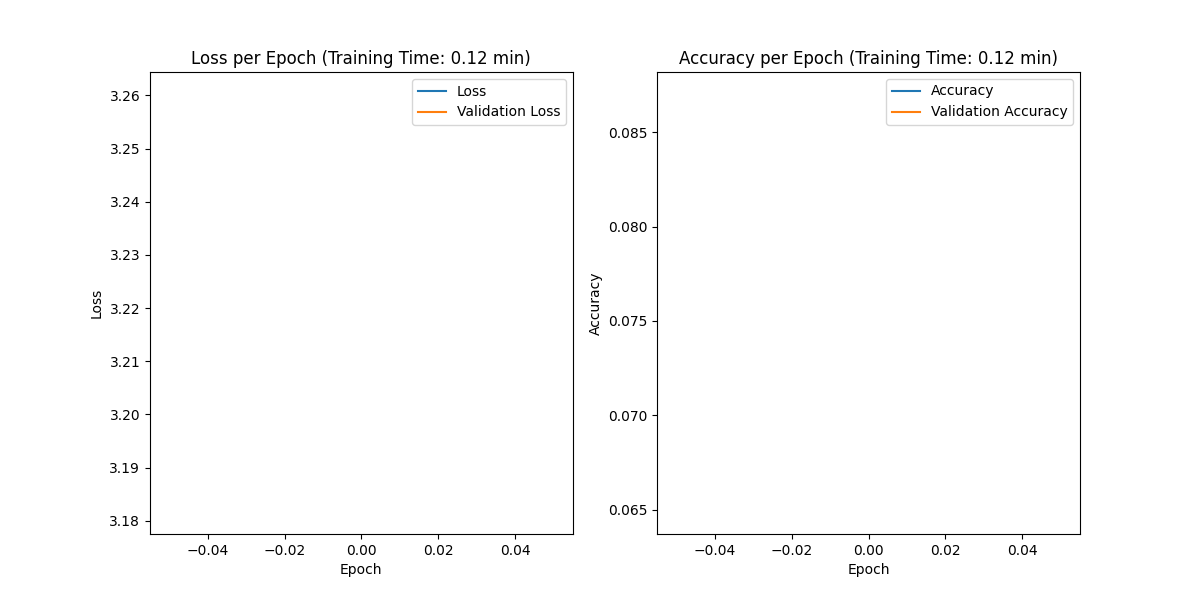 Loss per Epoch (Training Time: 0.12 min)
Loss
Validation Loss
3.26
3.25
3.24
3.23
3.22
3.21
3.20
3.19
3.18
Loss
−0.04
−0.02
0.00
0.02
0.04
Epoch
Accuracy per Epoch (Training Time: 0.12 min)
Accuracy
Validation Accuracy
0.085
0.080
0.075
0.070
0.065
Accuracy
−0.04
−0.02
0.00
0.02
0.04
Epoch